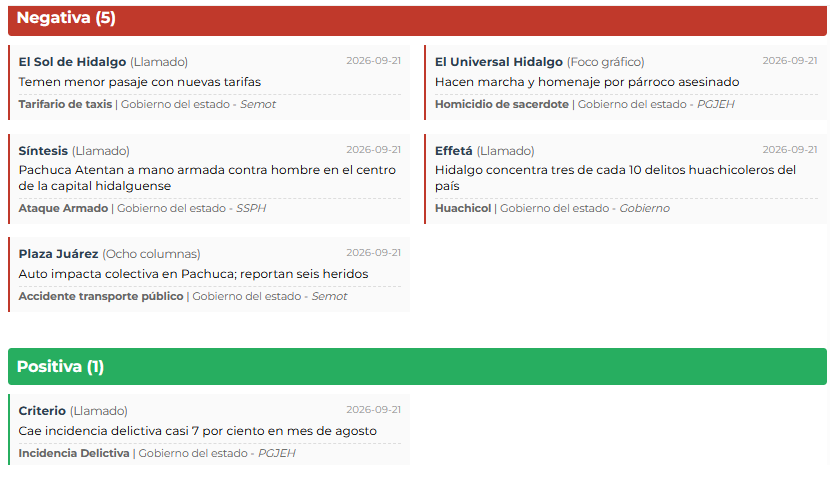 Negativa (5)
El Sol de Hidalgo (Llamado) 2026-09-21
Temen menor pasaje con nuevas tarifas
Tarifario de taxis | Gobierno del estado - Semot
El Universal Hidalgo (Foco gráfico) 2026-09-21
Hacen marcha y homenaje por párroco asesinado
Homicidio de sacerdote | Gobierno del estado - PGJEH
Síntesis (Llamado) 2026-09-21
Pachuca Atentan a mano armada contra hombre en el centro
de la capital hidalguense
Ataque Armado | Gobierno del estado - SSPH
Effetá (Llamado) 2026-09-21
Hidalgo concentra tres de cada 10 delitos huachicoleros del
país
Huachicol | Gobierno del estado - Gobierno
Plaza Juárez (Ocho columnas) 2026-09-21
Auto impacta colectiva en Pachuca; reportan seis heridos
Accidente transporte público | Gobierno del estado - Semot
Positiva (1)
Criterio (Llamado) 2026-09-21
Cae incidencia delictiva casi 7 por ciento en mes de agosto
Incidencia Delictiva | Gobierno del estado - PGJEH